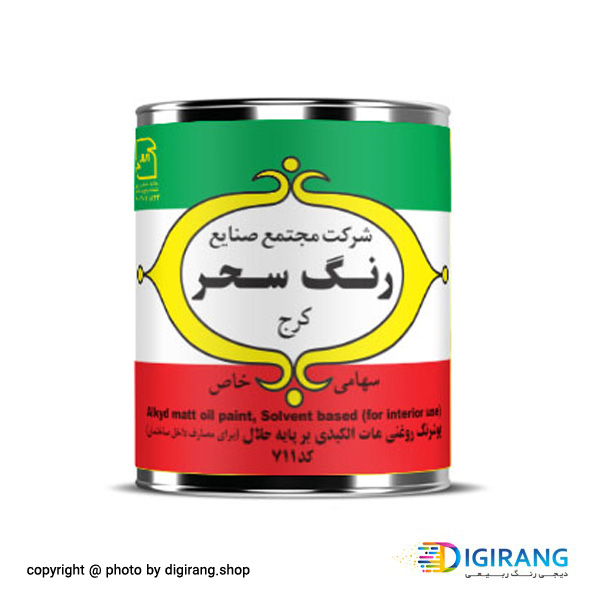 شرکت مجتمع صنایع
رنگ سحر
کرج
سهامی خاص
Alkyd matt oil paint, Solvent based (for interior use)
پوشرنگ روغنی مات الکیدی بر پایه حلال (برای مصارف داخل ساختمان)
کد ۷۱۱
DIGIRANG
دیجی رنگ ربیعی
copyright @ photo by digirang.shop